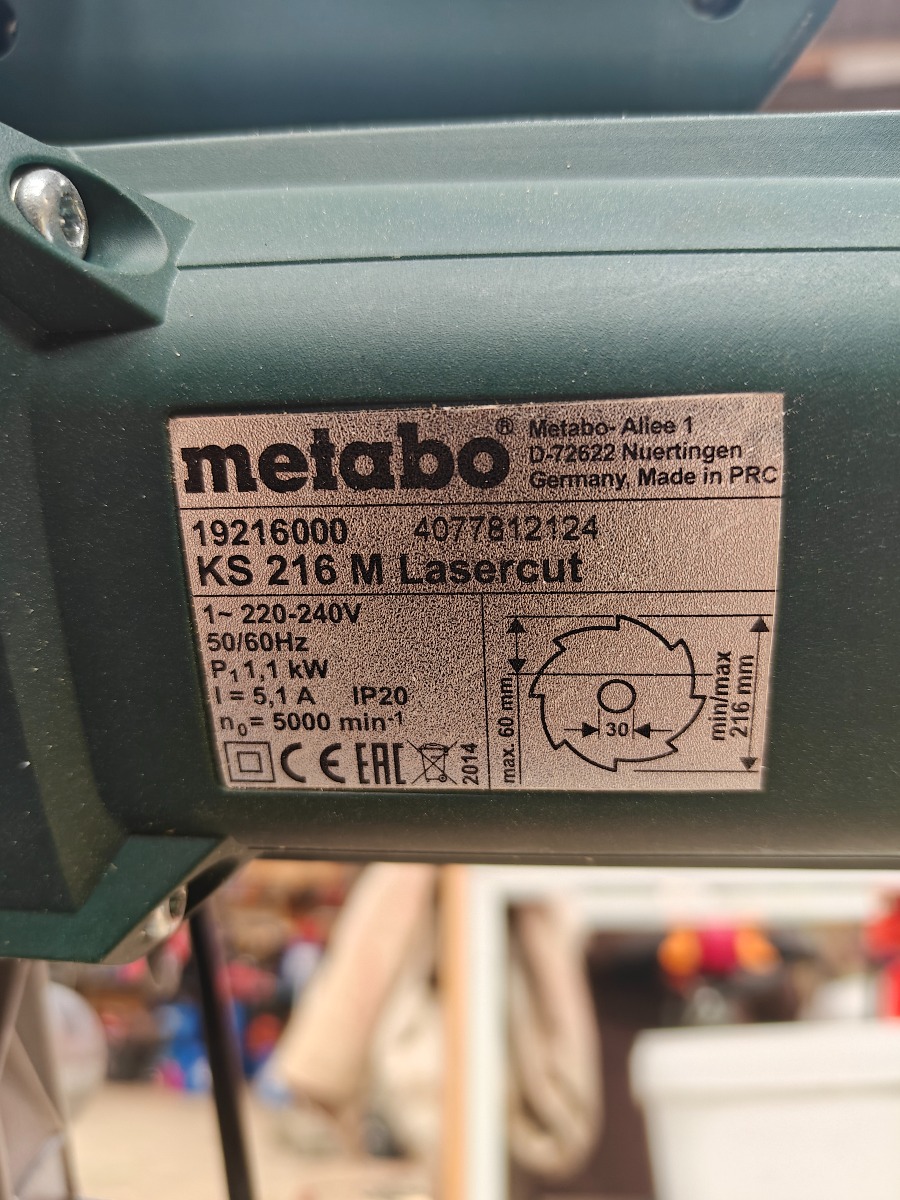 metabo®
Metabo- Allee 1
D-72622 Nuertingen
Germany, Made in PRC
19216000 4077812124
KS 216 M Lasercut
1~ 220-240V
50/60Hz
P₁ 1,1 kW
I = 5,1 A IP20
n₀= 5000 min⁻¹
CE EAC 2014
max. 60 mm
30
min/max
216 mm